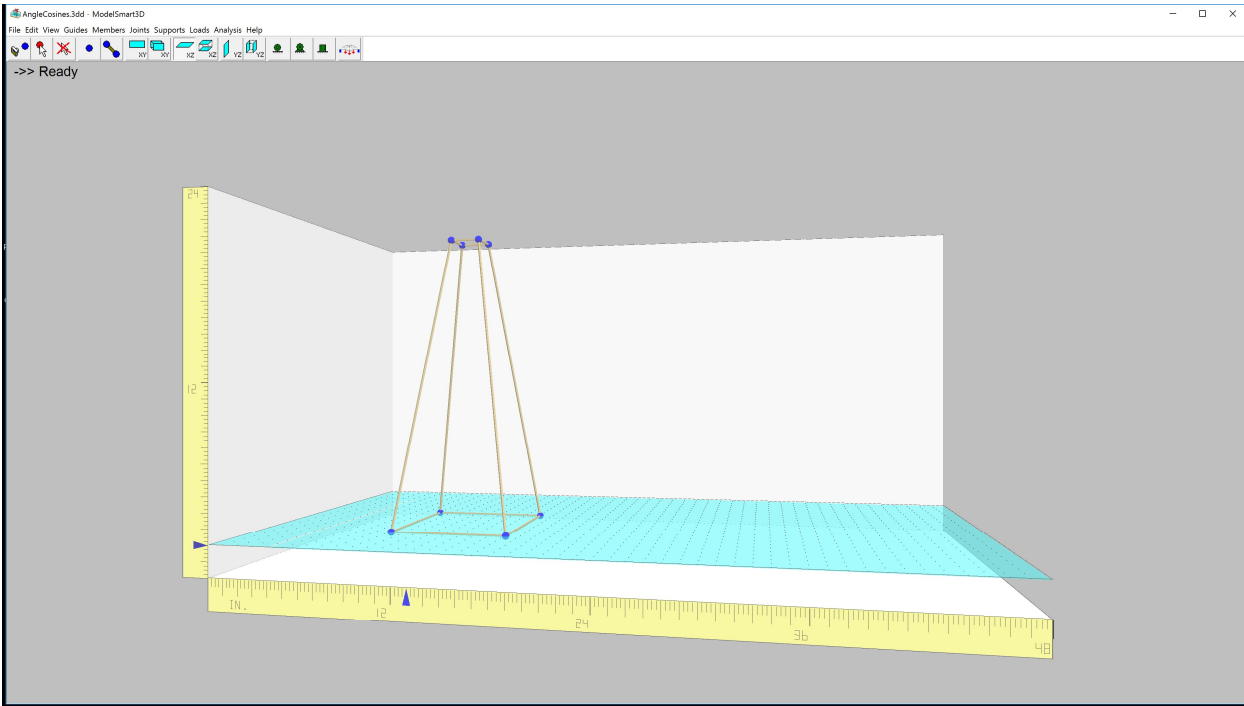 AngleCosines.3dd - ModelSmart3D
File Edit View Guides Members Joints Supports Loads Analysis Help
XY XY XZ XZ YZ YZ
->> Ready
24
12
IN.
12
24
36
48